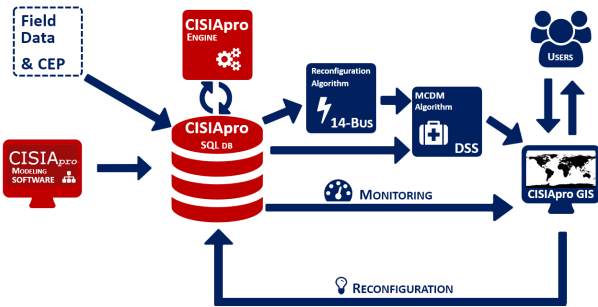 Field
Data
& CEP
CISIApro
ENGINE
Reconfiguration
Algorithm
14-BUS
MCDM
Algorithm
DSS
USERS
CISIApro
SQL DB
CISIApro
MODELING
SOFTWARE
MONITORING
CISIApro GIS
RECONFIGURATION